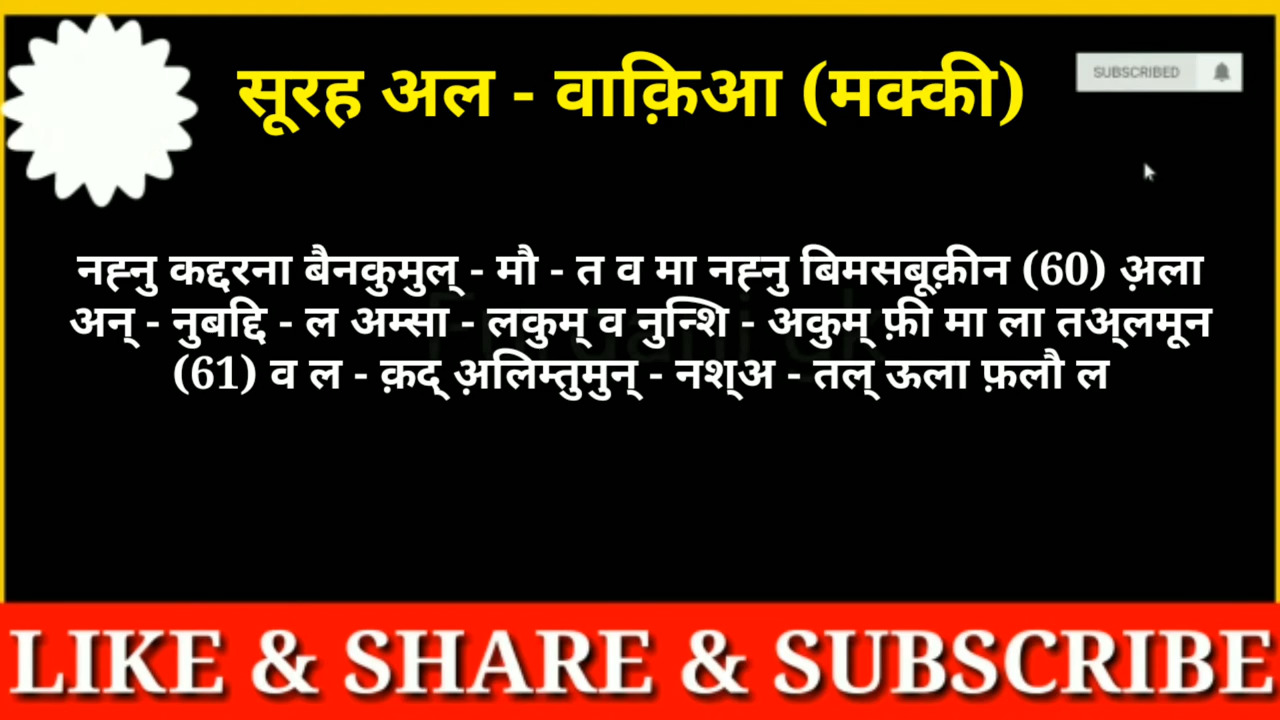 सूरह अल - वाक़िआ (मक्की)
SUBSCRIBED
नह्नु कद्दरना बैनकुमुल् - मौ - त व मा नह्नु बिमसबूक़ीन (60) अ़ला
अन् - नुबद्दि - ल अम्सा - लकुम् व नुन्शि - अकुम् फ़ी मा ला तअ्लमून
(61) व ल - क़द् अ़लिम्तुमुन् - नश्अ - तल् ऊला फ़लौ ल
LIKE & SHARE & SUBSCRIBE